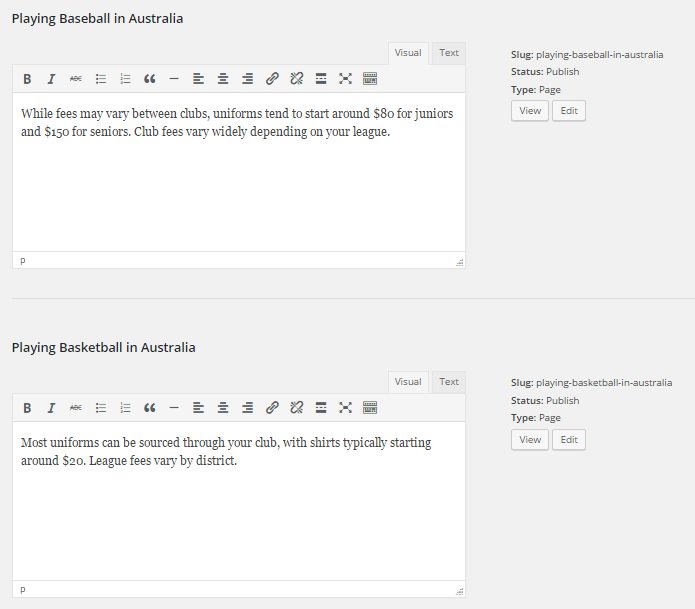 Playing Baseball in Australia
Visual Text
Slug: playing-baseball-in-australia
Status: Publish
Type: Page
View Edit
B I ABC
While fees may vary between clubs, uniforms tend to start around $80 for juniors
and $150 for seniors. Club fees vary widely depending on your league.
p
Playing Basketball in Australia
Visual Text
Slug: playing-basketball-in-australia
Status: Publish
Type: Page
View Edit
B I ABC
Most uniforms can be sourced through your club, with shirts typically starting
around $20. League fees vary by district.
p